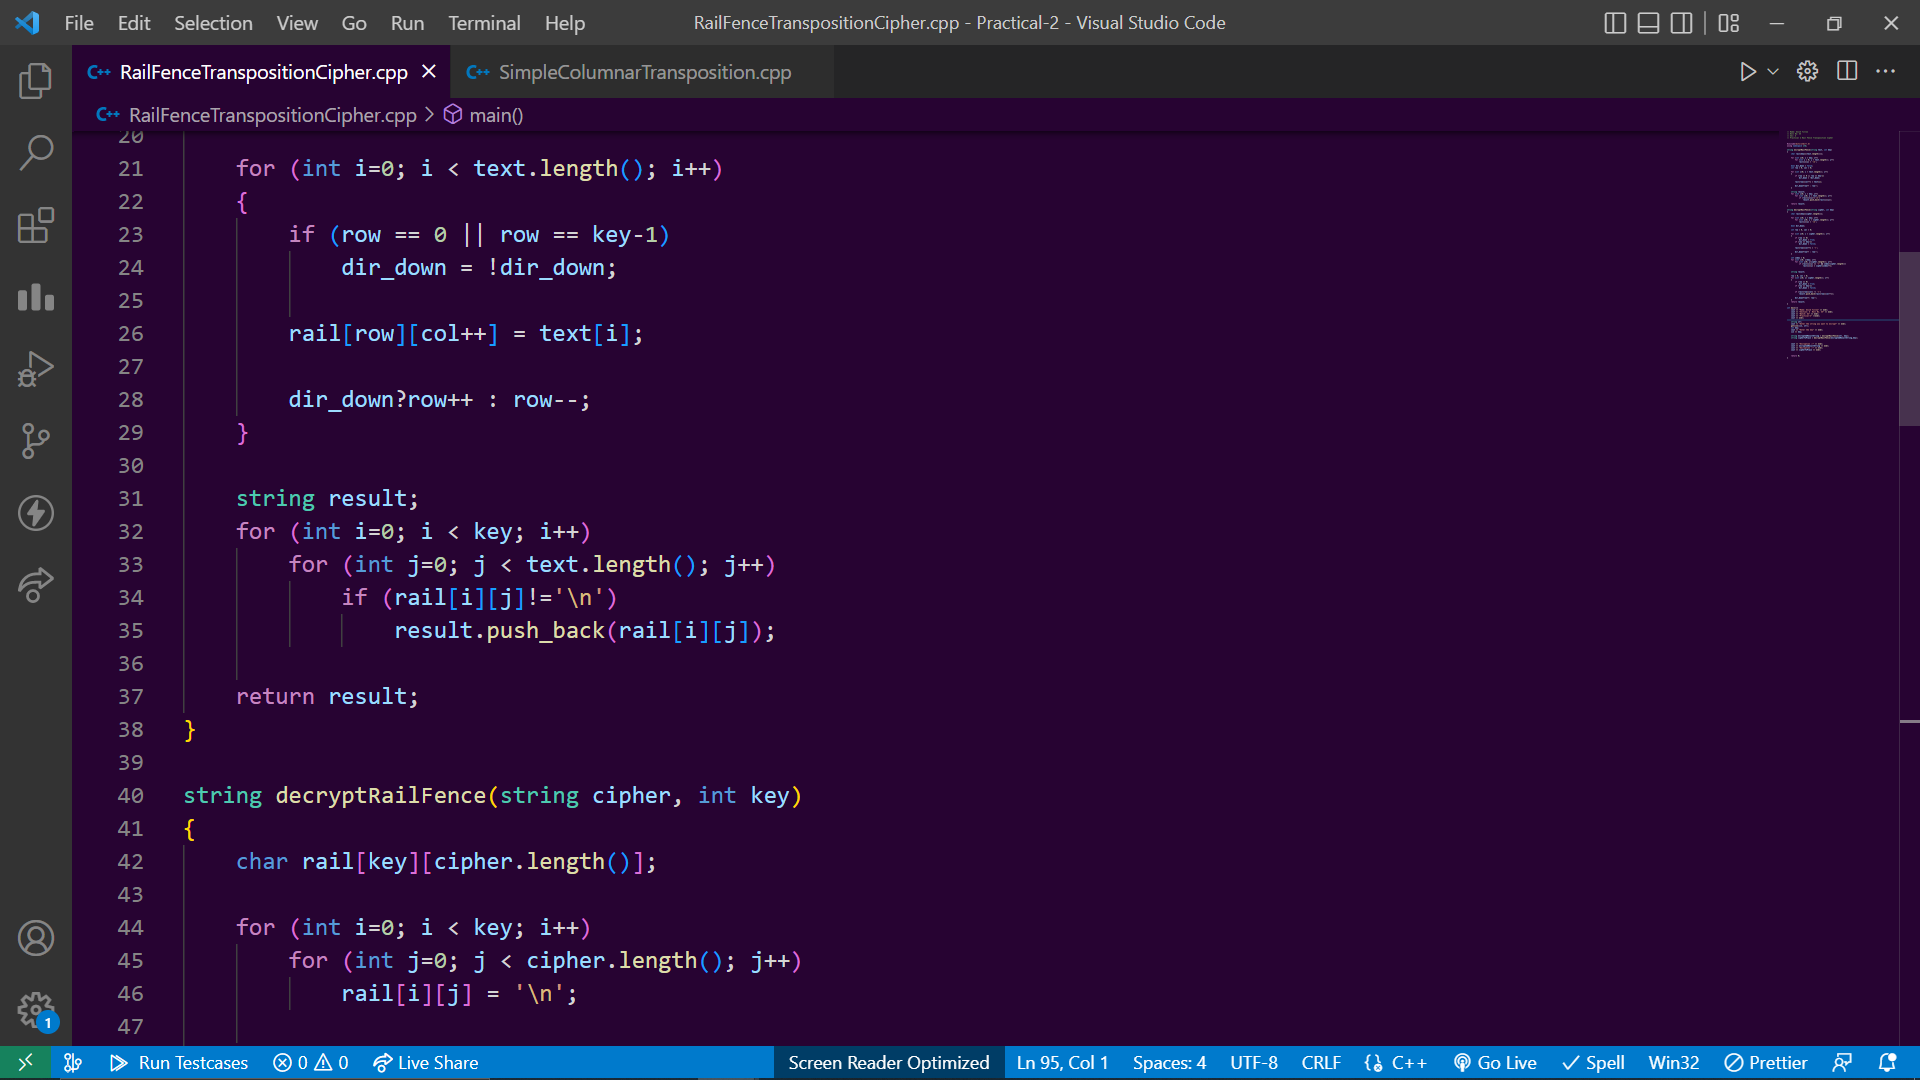 File Edit Selection View Go Run Terminal Help RailFenceTranspositionCipher.cpp - Practical-2 - Visual Studio Code
C++ RailFenceTranspositionCipher.cpp C++ SimpleColumnarTransposition.cpp
C++ RailFenceTranspositionCipher.cpp > main()
20
21 for (int i=0; i < text.length(); i++)
22 {
23 if (row == 0 || row == key-1)
24 dir_down = !dir_down;
25
26 rail[row][col++] = text[i];
27
28 dir_down?row++ : row--;
29 }
30
31 string result;
32 for (int i=0; i < key; i++)
33 for (int j=0; j < text.length(); j++)
34 if (rail[i][j]!='\n')
35 result.push_back(rail[i][j]);
36
37 return result;
38 }
39
40 string decryptRailFence(string cipher, int key)
41 {
42 char rail[key][cipher.length()];
43
44 for (int i=0; i < key; i++)
45 for (int j=0; j < cipher.length(); j++)
46 rail[i][j] = '\n';
47
1
Run Testcases 0 0 Live Share Screen Reader Optimized Ln 95, Col 1 Spaces: 4 UTF-8 CRLF C++ Go Live Spell Win32 Prettier